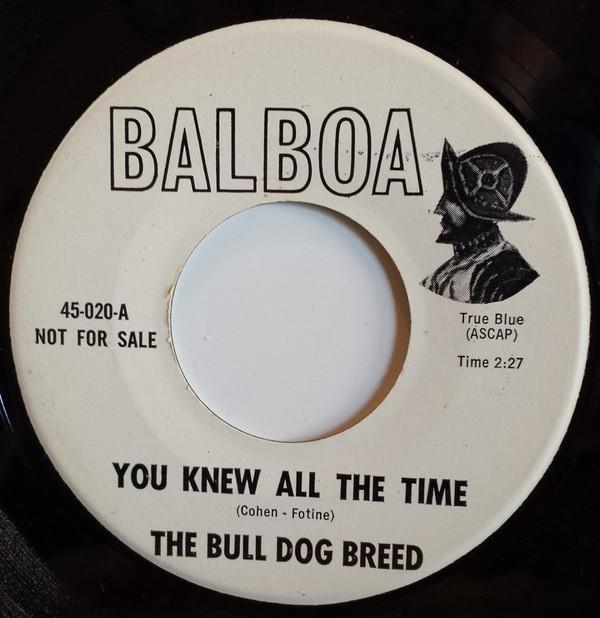 BALBOA
45-020-A
NOT FOR SALE
True Blue
(ASCAP)
Time 2:27
YOU KNEW ALL THE TIME
(Cohen - Fotine)
THE BULL DOG BREED